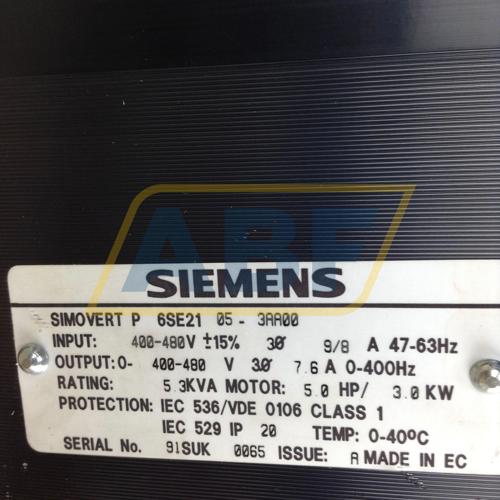 ABF
SIEMENS
SIMOVERT P 6SE21 05 - 3AA00
INPUT: 400-480V ±15% 3Ø 9/8 A 47-63Hz
OUTPUT: 0- 400-480 V 3Ø 7.6 A 0-400Hz
RATING: 5.3KVA MOTOR: 5.0 HP/ 3.0 KW
PROTECTION: IEC 536/VDE 0106 CLASS 1
IEC 529 IP 20 TEMP: 0-40ºC
SERIAL No. 91SUK 0065 ISSUE: A MADE IN EC